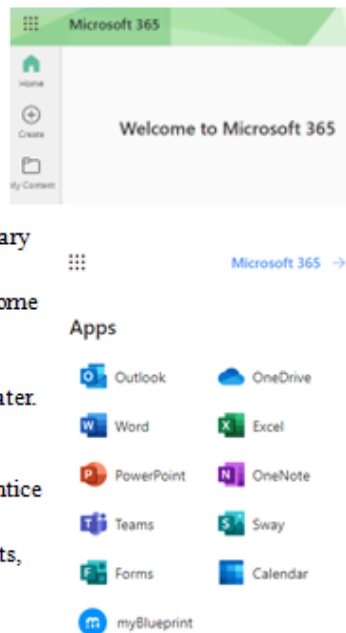 Microsoft 365
Home
Create
My Content
Welcome to Microsoft 365
Microsoft 365 →
Apps
Outlook OneDrive
Word Excel
PowerPoint OneNote
Teams Sway
Forms Calendar
myBlueprint
ary
ome
ater.
ntice
ts,